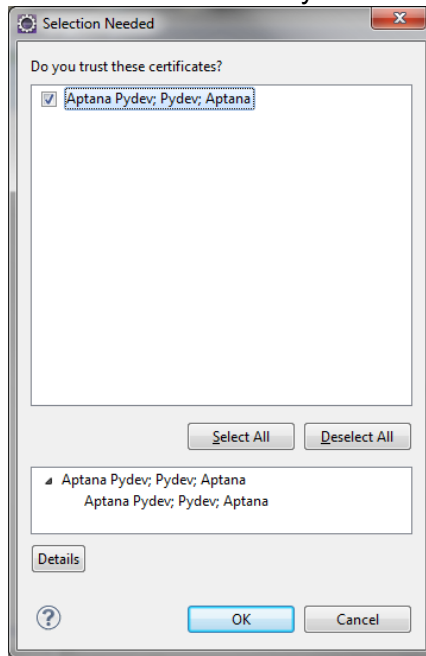 Selection Needed
Do you trust these certificates?
Aptana Pydev; Pydev; Aptana
Select All Deselect All
Aptana Pydev; Pydev; Aptana
Aptana Pydev; Pydev; Aptana
Details
? OK Cancel